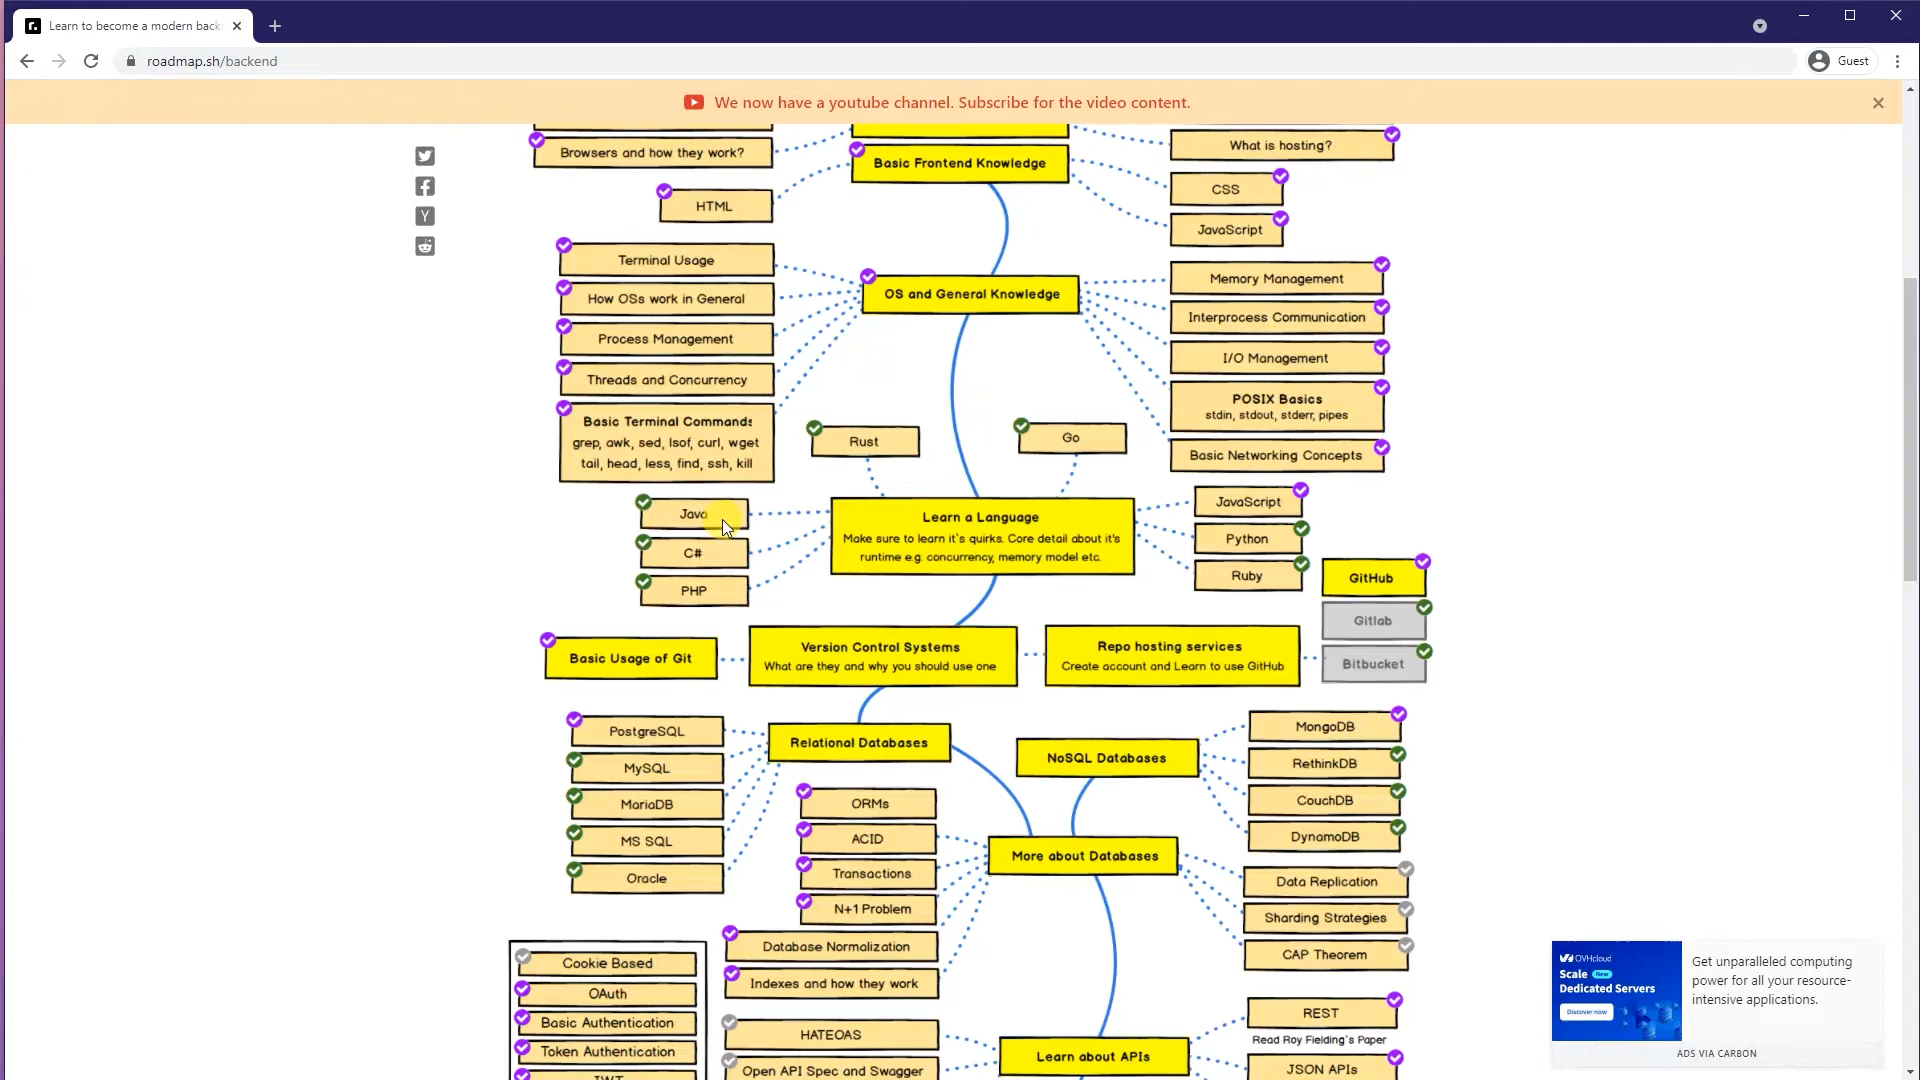 Learn to become a modern back
roadmap.sh/backend
Guest
We now have a youtube channel. Subscribe for the video content.
Browsers and how they work?
Basic Frontend Knowledge
What is hosting?
HTML
CSS
JavaScript
Terminal Usage
How OSs work in General
Process Management
Threads and Concurrency
Basic Terminal Commands
grep, awk, sed, lsof, curl, wget
tail, head, less, find, ssh, kill
OS and General Knowledge
Memory Management
Interprocess Communication
I/O Management
POSIX Basics
stdin, stdout, stderr, pipes
Basic Networking Concepts
Rust
Go
Java
C#
PHP
Learn a Language
Make sure to learn it`s quirks. Core detail about it's
runtime e.g. concurrency, memory model etc.
JavaScript
Python
Ruby
GitHub
Gitlab
Bitbucket
Basic Usage of Git
Version Control Systems
What are they and why you should use one
Repo hosting services
Create account and Learn to use GitHub
PostgreSQL
MySQL
MariaDB
MS SQL
Oracle
Relational Databases
NoSQL Databases
MongoDB
RethinkDB
CouchDB
DynamoDB
ORMs
ACID
Transactions
N+1 Problem
Database Normalization
Indexes and how they work
More about Databases
Data Replication
Sharding Strategies
CAP Theorem
Cookie Based
OAuth
Basic Authentication
Token Authentication
JWT
HATEOAS
Open API Spec and Swagger
Learn about APIs
REST
Read Roy Fielding's Paper
JSON APIs
OVHcloud
Scale New
Dedicated Servers
Discover now
Get unparalleled computing
power for all your resource-
intensive applications.
ADS VIA CARBON